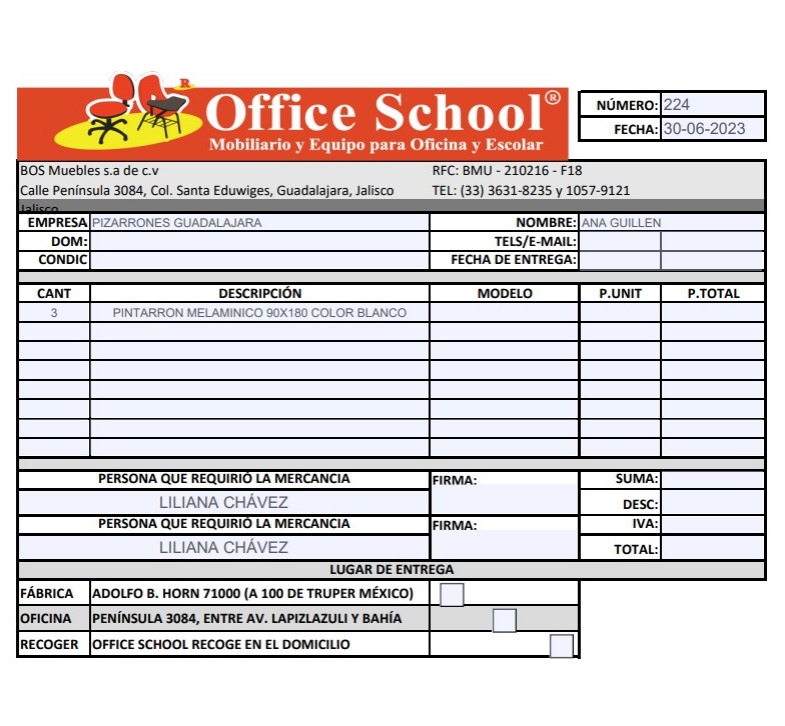 R
Office School®
Mobiliario y Equipo para Oficina y Escolar
NÚMERO: 224
FECHA: 30-06-2023
BOS Muebles s.a de c.v RFC: BMU - 210216 - F18
Calle Península 3084, Col. Santa Eduwiges, Guadalajara, Jalisco TEL: (33) 3631-8235 y 1057-9121
Jalisco
EMPRESA PIZARRONES GUADALAJARA NOMBRE: ANA GUILLEN
DOM: TELS/E-MAIL:
CONDIC FECHA DE ENTREGA:
CANT DESCRIPCIÓN MODELO P.UNIT P.TOTAL
3 PINTARRON MELAMINICO 90X180 COLOR BLANCO
PERSONA QUE REQUIRIÓ LA MERCANCIA FIRMA: SUMA:
LILIANA CHÁVEZ DESC:
PERSONA QUE REQUIRIÓ LA MERCANCIA FIRMA: IVA:
LILIANA CHÁVEZ TOTAL:
LUGAR DE ENTREGA
FÁBRICA ADOLFO B. HORN 71000 (A 100 DE TRUPER MÉXICO)
OFICINA PENÍNSULA 3084, ENTRE AV. LAPIZLAZULI Y BAHÍA
RECOGER OFFICE SCHOOL RECOGE EN EL DOMICILIO